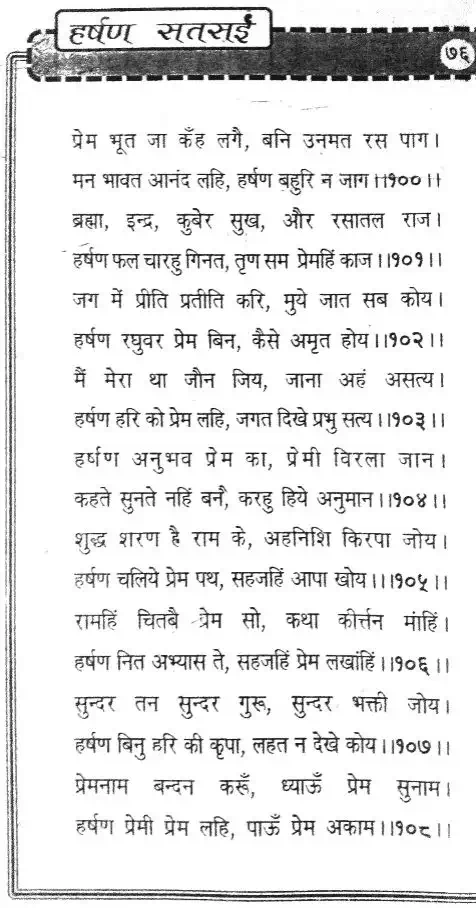 हर्षण सतसई
७६
प्रेम भूत जा कँह लगै, बनि उनमत रस पाग।
मन भावत आनंद लहि, हर्षण बहुरि न जाग।।१००।।
ब्रह्मा, इन्द्र, कुबेर सुख, और रसातल राज।
हर्षण फल चारहु गिनत, तृण सम प्रेमहिं काज।।१०१।।
जग में प्रीति प्रतीति करि, मुये जात सब कोय।
हर्षण रघुवर प्रेम बिन, कैसे अमृत होय।।१०२।।
मैं मेरा था जौन जिय, जाना अहं असत्य।
हर्षण हरि को प्रेम लहि, जगत दिखे प्रभु सत्य।।१०३।।
हर्षण अनुभव प्रेम का, प्रेमी विरला जान।
कहते सुनते नहिं बनै, करहु हिये अनुमान।।१०४।।
शुद्ध शरण है राम के, अहनिशि किरपा जोय।
हर्षण चलिये प्रेम पथ, सहजहिं आपा खोय।।।१०५।।
रामहिं चितबै प्रेम सो, कथा कीर्त्तन मांहिं।
हर्षण नित अभ्यास ते, सहजहिं प्रेम लखांहिं।।१०६।।
सुन्दर तन सुन्दर गुरू, सुन्दर भक्ती जोय।
हर्षण बिनु हरि की कृपा, लहत न देखे कोय।।१०७।।
प्रेमनाम बन्दन करूँ, ध्याऊँ प्रेम सुनाम।
हर्षण प्रेमी प्रेम लहि, पाऊँ प्रेम अकाम।।१०८।।